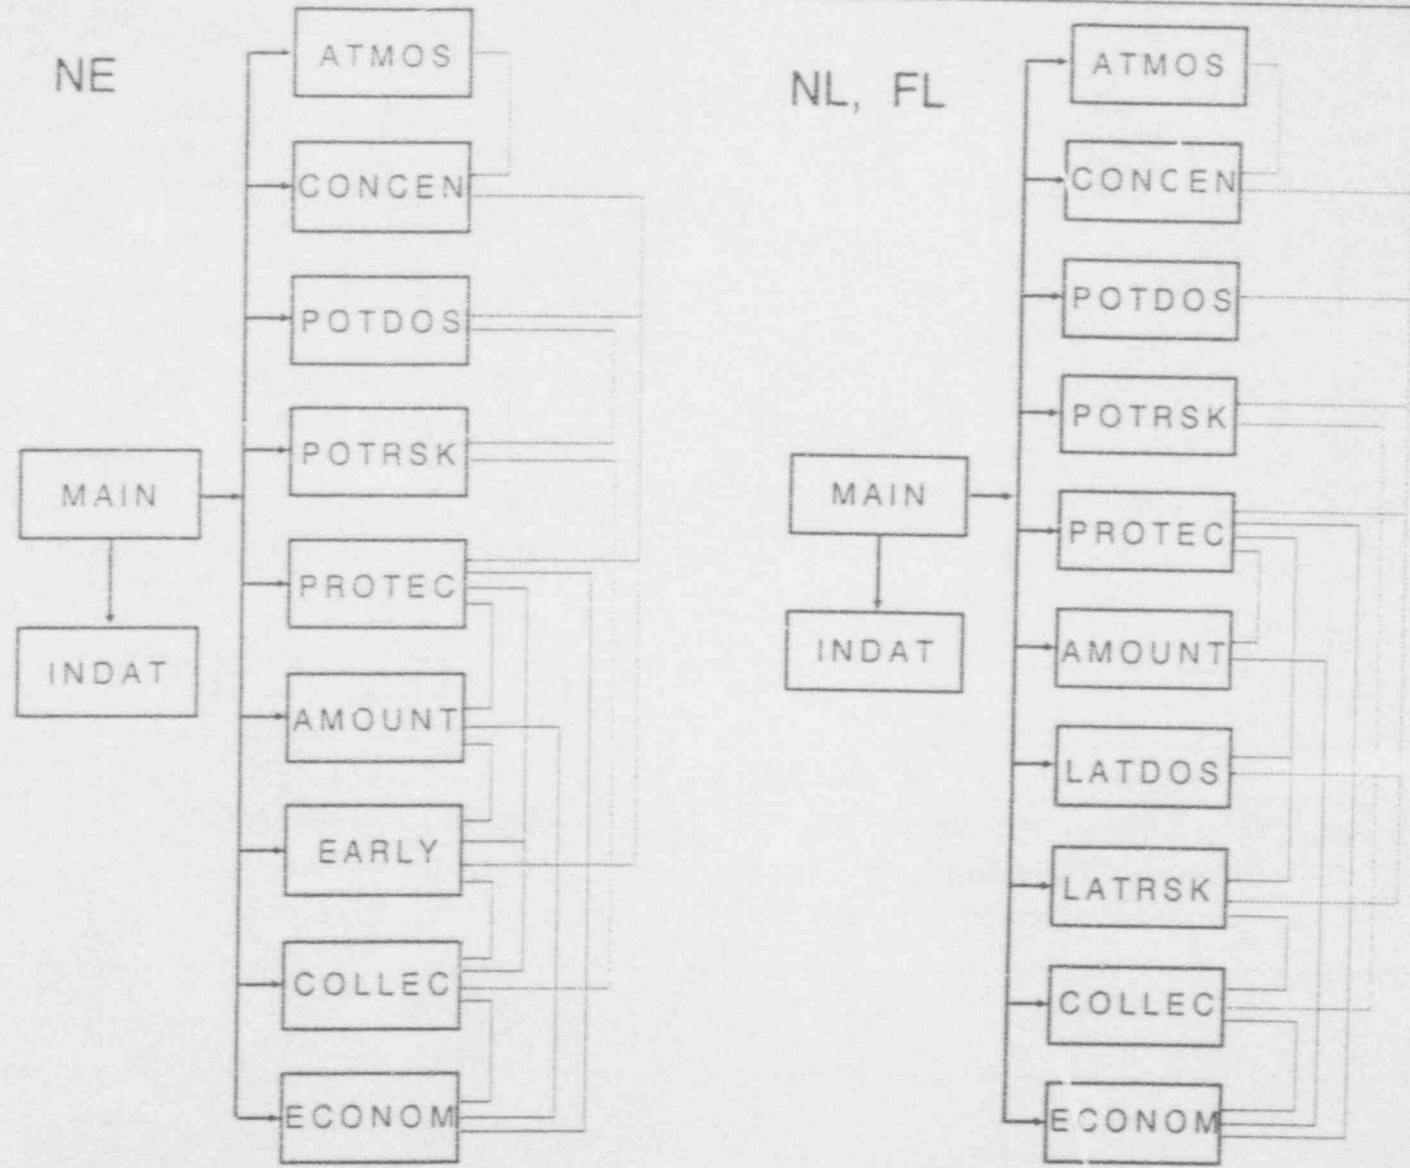 NE
ATMOS
CONCEN
POTDOS
POTRSK
MAIN
PROTEC
INDAT
AMOUNT
EARLY
COLLEC
ECONOM
NL, FL
ATMOS
CONCEN
POTDOS
POTRSK
MAIN
PROTEC
INDAT
AMOUNT
LATDOS
LATRSK
COLLEC
ECONOM